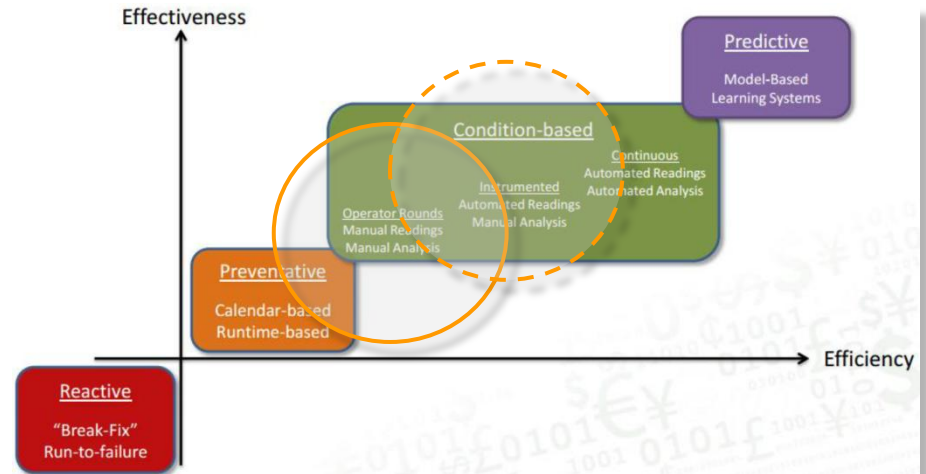 Effectiveness
Predictive
Model-Based
Learning Systems
Condition-based
Continuous
Automated Readings
Automated Analysis
Instrumented
Automated Readings
Manual Analysis
Operator Rounds
Manual Readings
Manual Analysis
Preventative
Calendar-based
Runtime-based
Efficiency
Reactive
“Break-Fix”
Run-to-failure